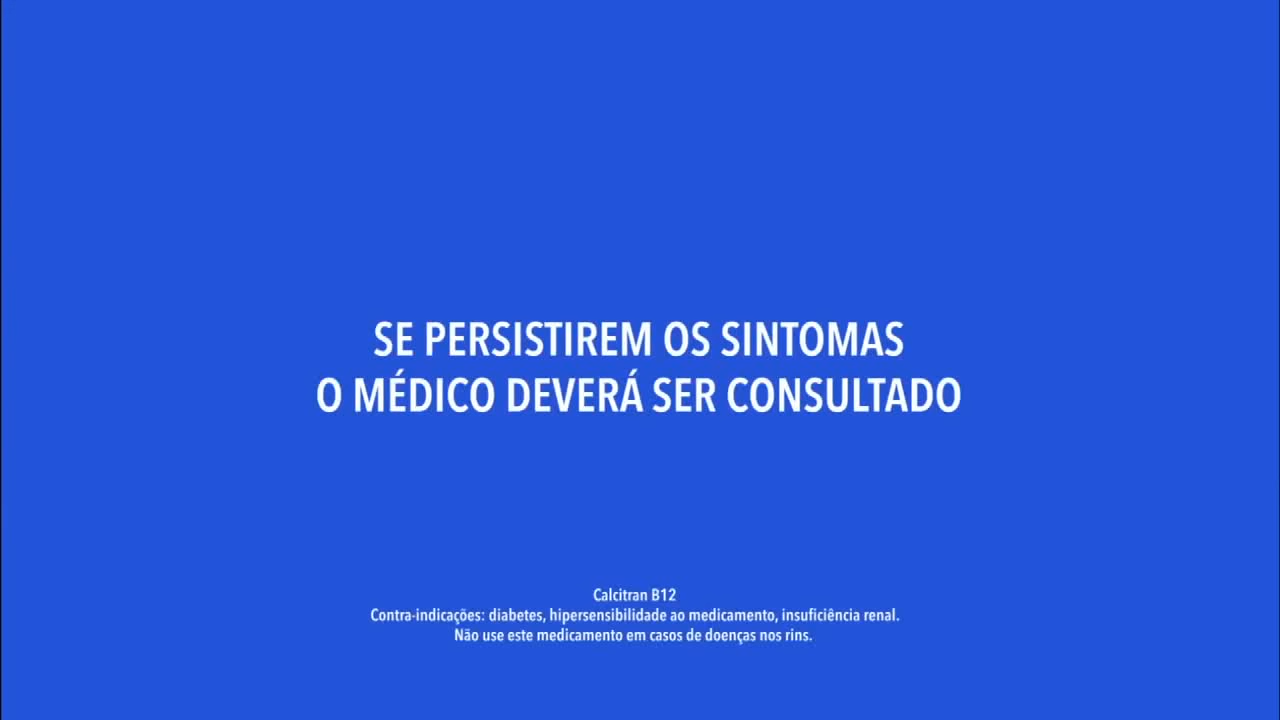 SE PERSISTIREM OS SINTOMAS
O MÉDICO DEVERÁ SER CONSULTADO
Calcitran B12
Contra-indicações: diabetes, hipersensibilidade ao medicamento, insuficiência renal.
Não use este medicamento em casos de doenças nos rins.